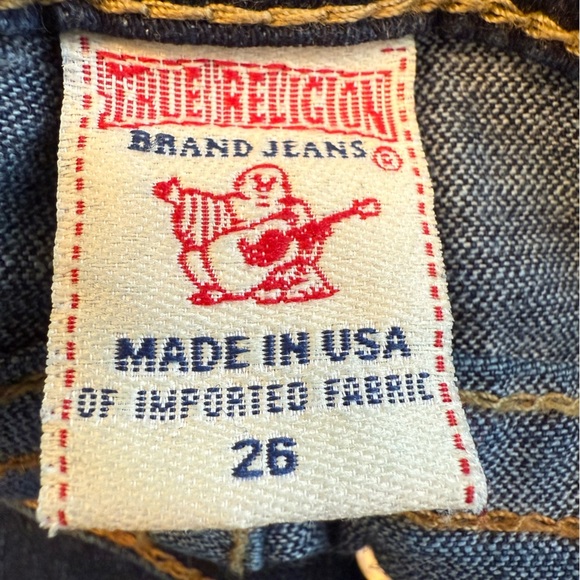 TRUE RELIGION
BRAND JEANS ®
MADE IN USA
OF IMPORTED FABRIC
26